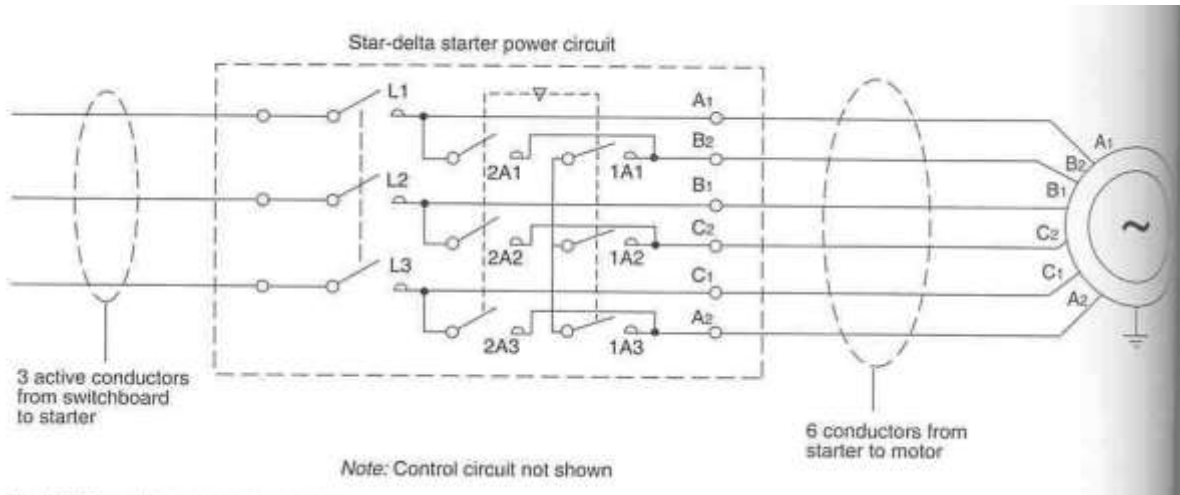 Star-delta starter power circuit
L1
A1
B2
2A1
1A1
L2
B1
C2
2A2
1A2
L3
C1
A2
2A3
1A3
A1
B2
B1
C2
~
C1
A2
3 active conductors
from switchboard
to starter
6 conductors from
starter to motor
Note: Control circuit not shown